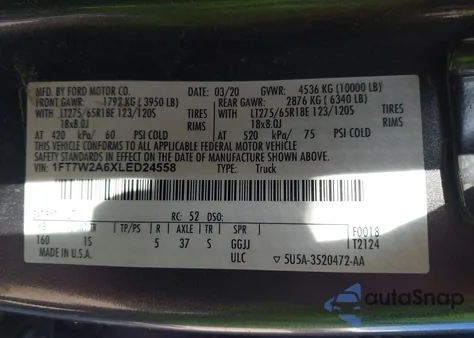 MFD. BY FORD MOTOR CO. 03/20 GVWR: 4536 KG (10000 LB)
FRONT GAWR: 1792 KG (3950 LB) REAR GAWR: 2876 KG (6340 LB)
WITH LT275/65R18E 123/120S TIRES WITH LT275/65R18E 123/120S TIRES
18x8.0J RIMS 18x8.0J RIMS
AT 420 kPa/ 60 PSI COLD AT 520 kPa/ 75 PSI COLD
THIS VEHICLE CONFORMS TO ALL APPLICABLE FEDERAL MOTOR VEHICLE
SAFETY STANDARDS IN EFFECT ON THE DATE OF MANUFACTURE SHOWN ABOVE.
VIN: 1FT7W2A6XLED24558 TYPE: Truck
RC: 52 DSO:
WB BRK INT TR TP/PS R AXLE TR SPR F0018
160 1S 5 37 S GGJJ T2124
MADE IN U.S.A. ULC ▽ 5U5A-3520472-AA
autoSnap